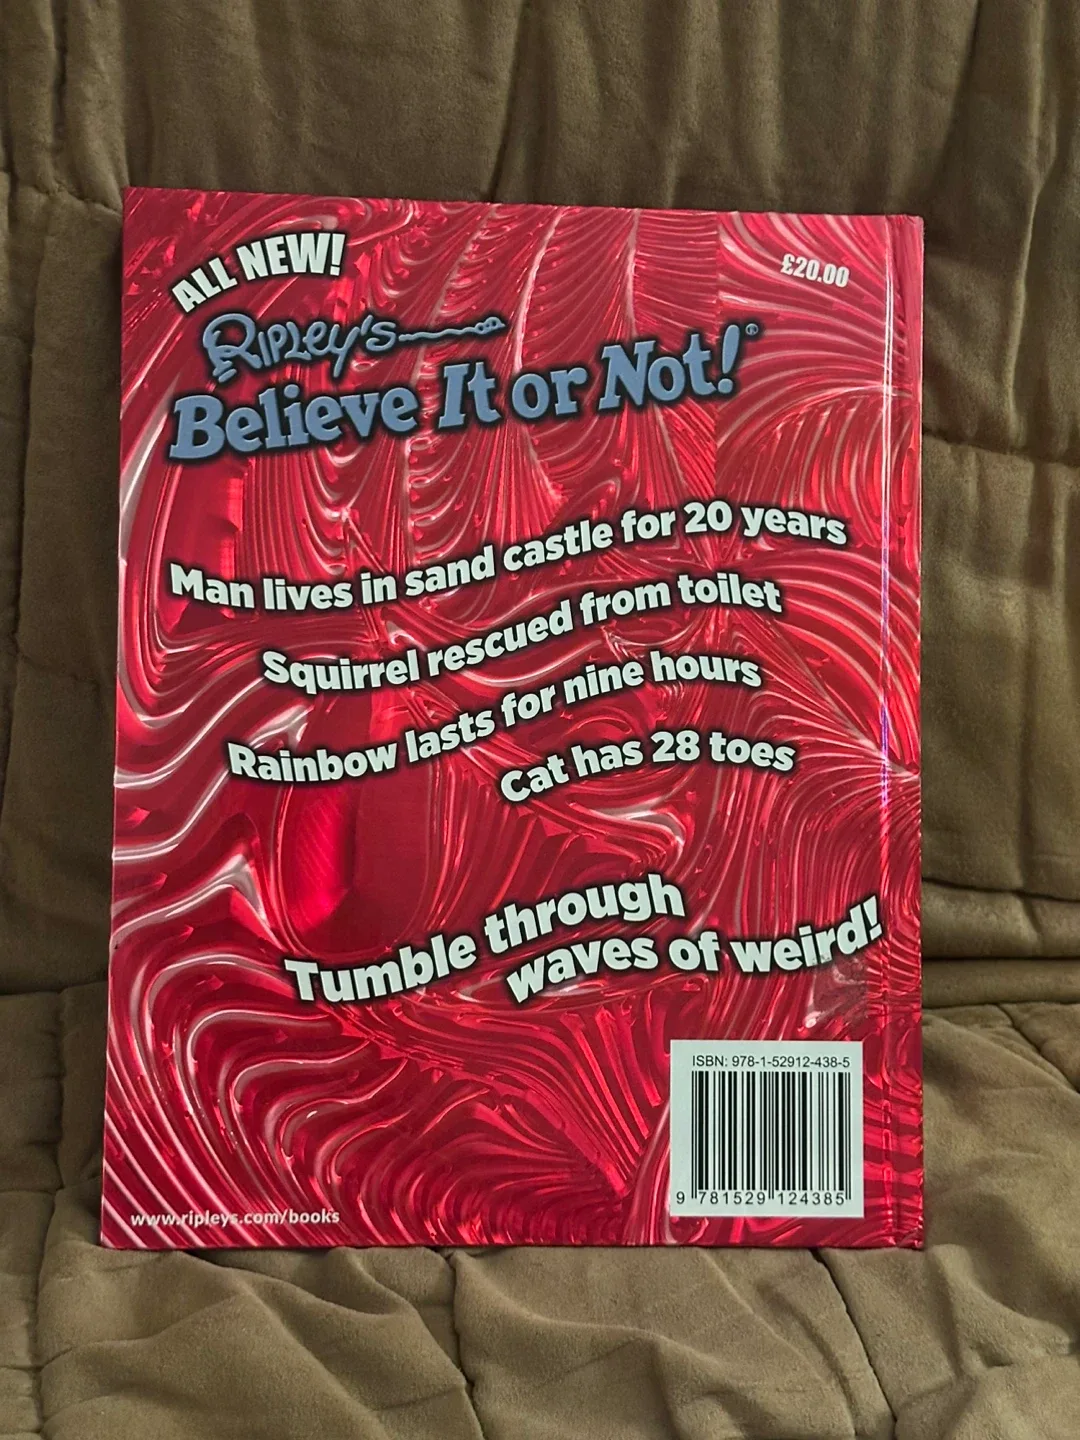 ALL NEW!
£20.00
Ripley's
Believe It or Not!®
Man lives in sand castle for 20 years
Squirrel rescued from toilet
Rainbow lasts for nine hours
Cat has 28 toes
Tumble through
waves of weird!
ISBN: 978-1-52912-438-5
9 781529 124385
www.ripleys.com/books